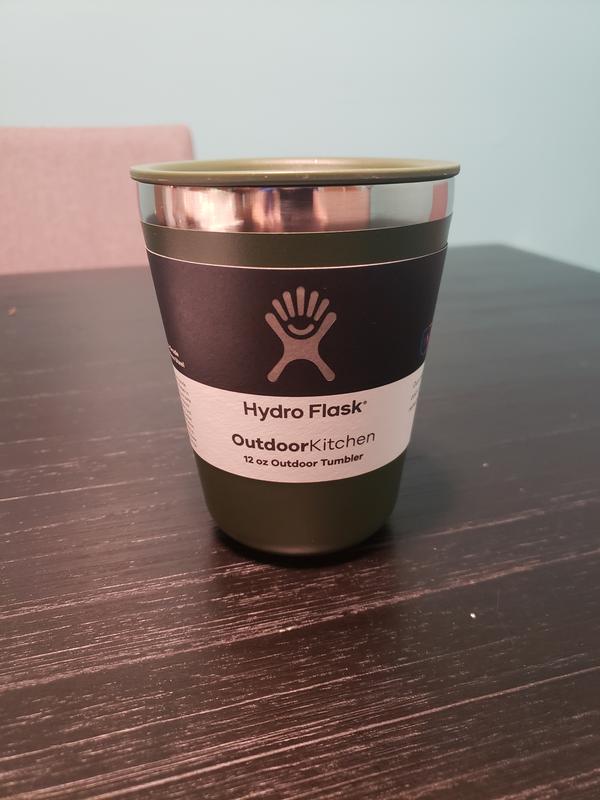 Hydro Flask®
OutdoorKitchen
12 oz Outdoor Tumbler